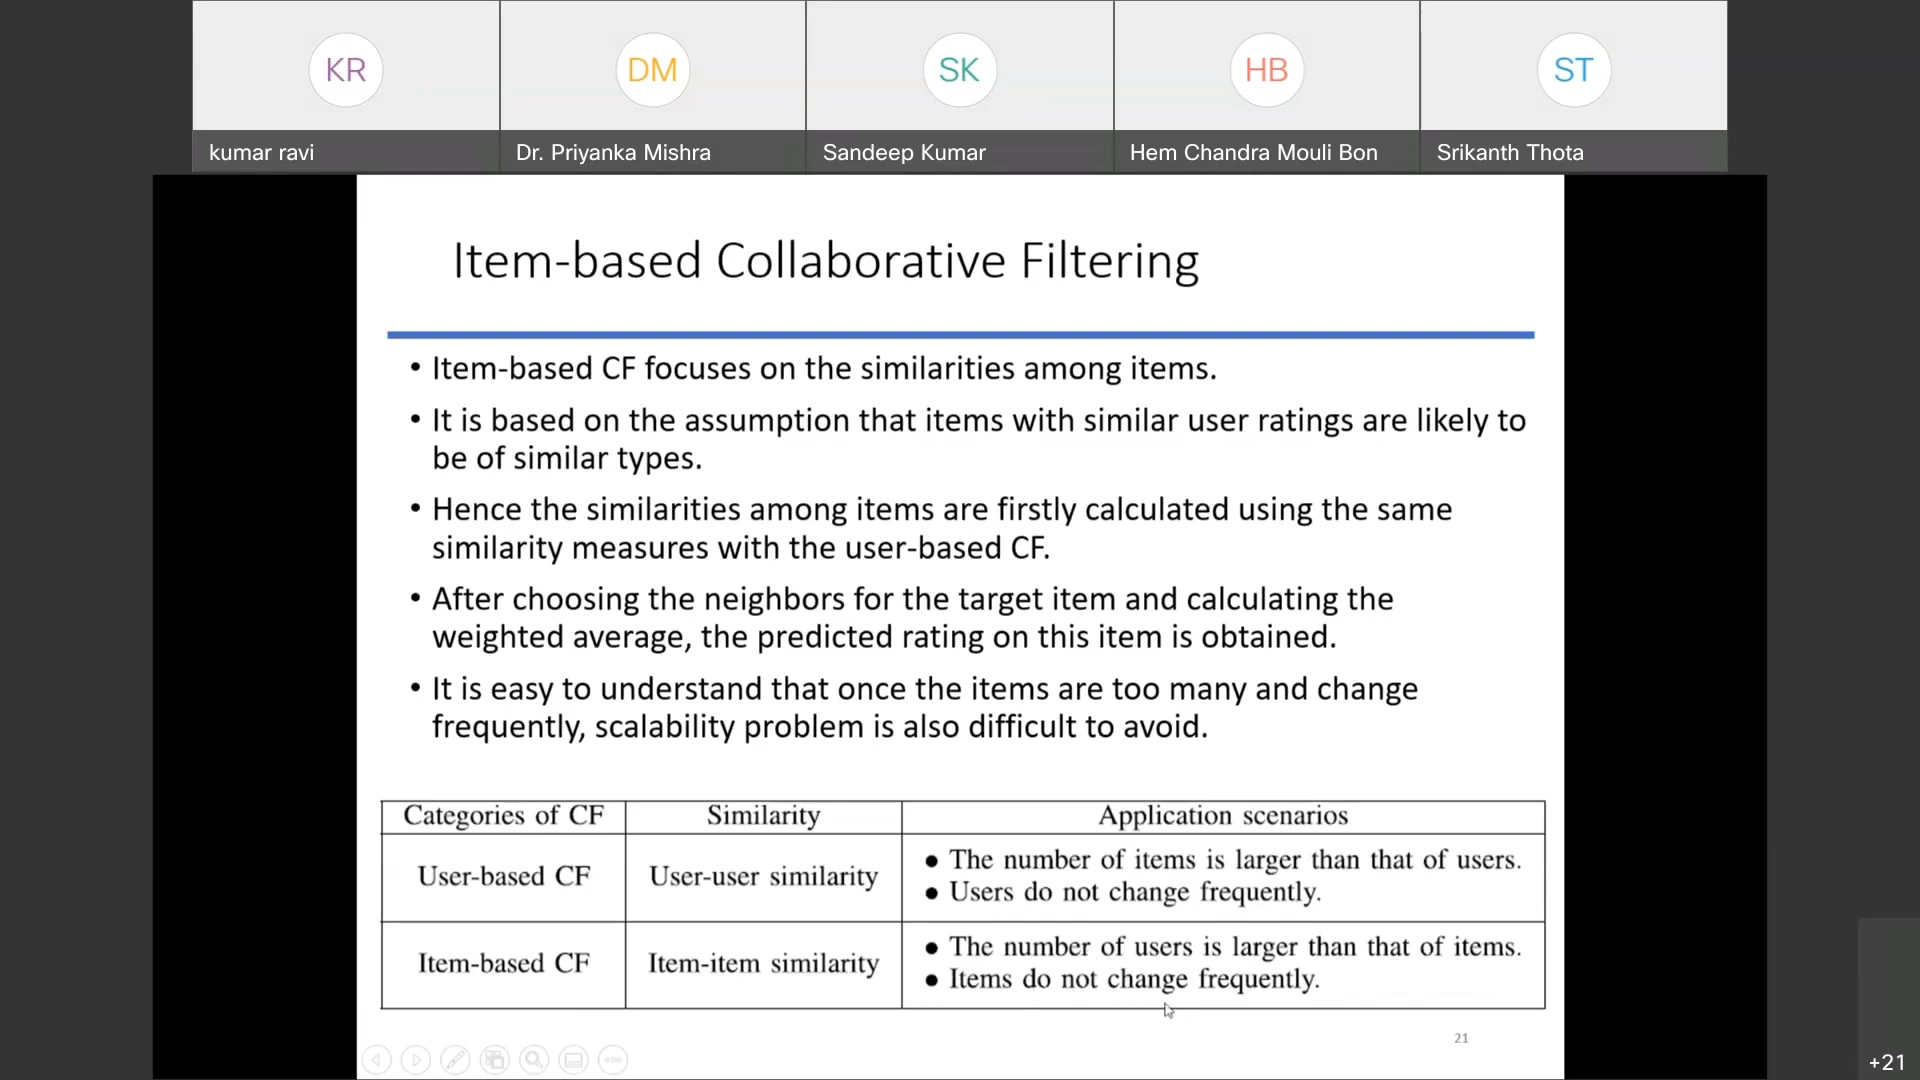 KR
DM
SK
HB
ST
kumar ravi
Dr. Priyanka Mishra
Sandeep Kumar
Hem Chandra Mouli Bon
Srikanth Thota
Item-based Collaborative Filtering
• Item-based CF focuses on the similarities among items.
• It is based on the assumption that items with similar user ratings are likely to
be of similar types.
• Hence the similarities among items are firstly calculated using the same
similarity measures with the user-based CF.
• After choosing the neighbors for the target item and calculating the
weighted average, the predicted rating on this item is obtained.
• It is easy to understand that once the items are too many and change
frequently, scalability problem is also difficult to avoid.
Categories of CF
Similarity
Application scenarios
User-based CF
User-user similarity
● The number of items is larger than that of users.
● Users do not change frequently.
Item-based CF
Item-item similarity
● The number of users is larger than that of items.
● Items do not change frequently.
21
+21